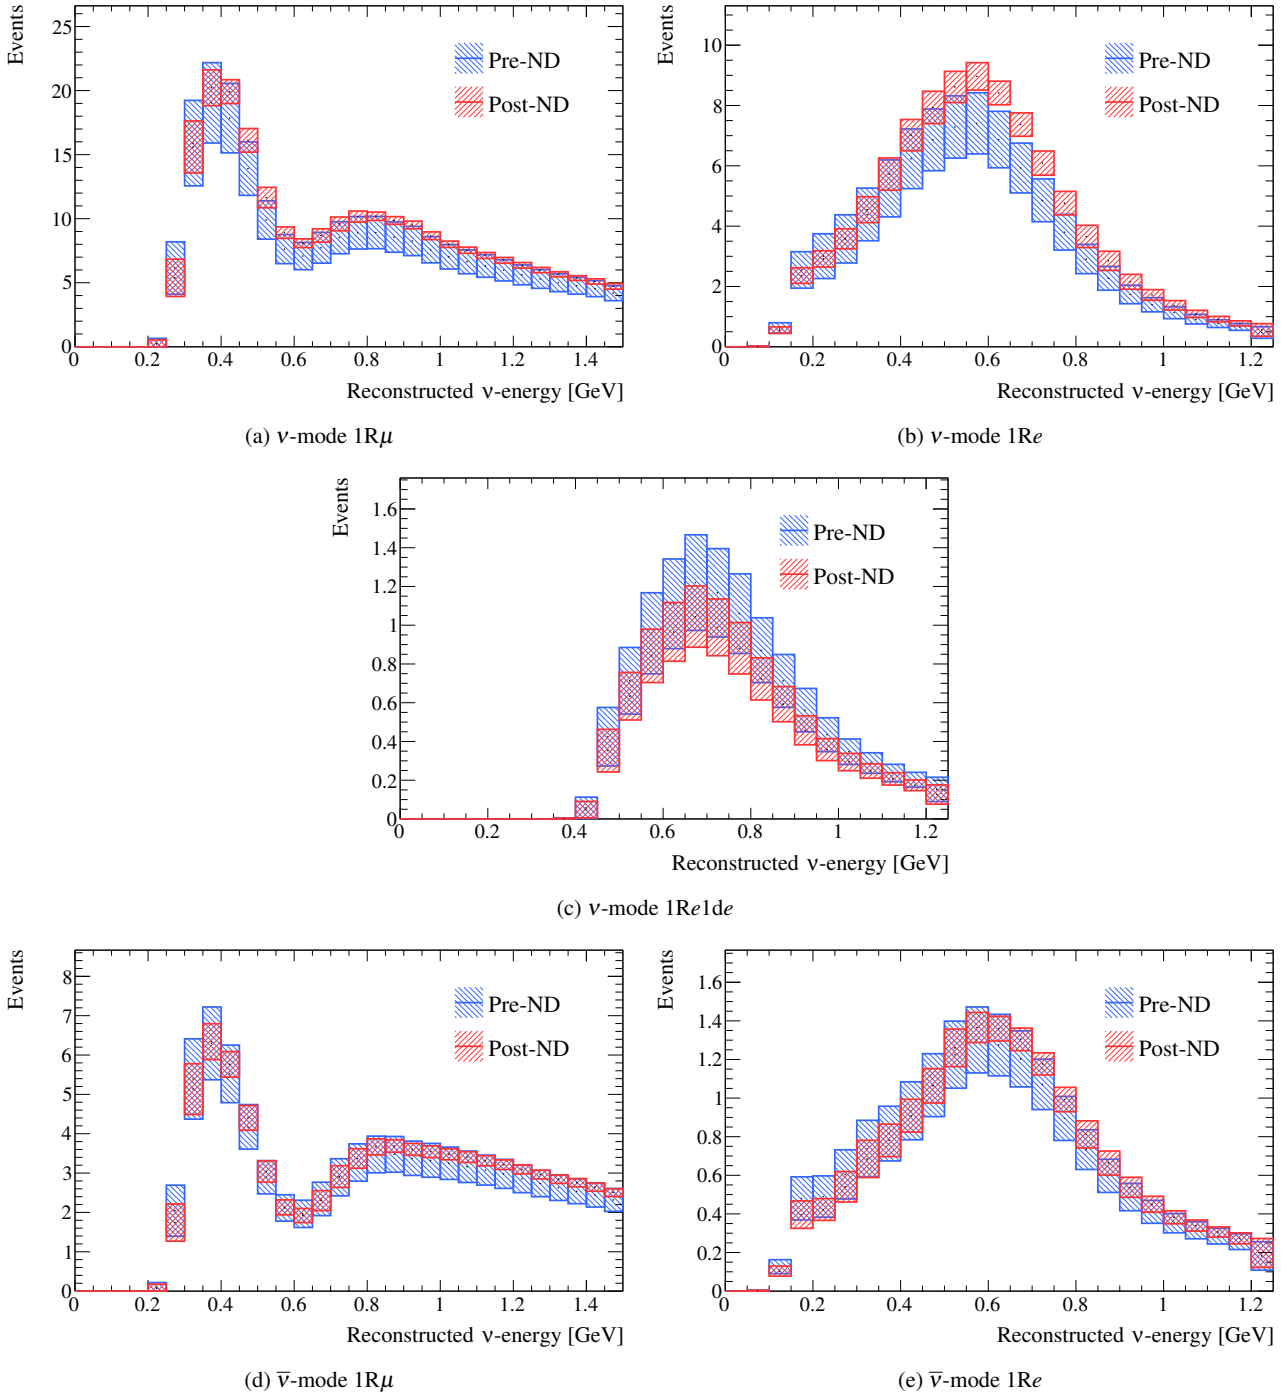 Events
25
20
15
10
5
0
Pre-ND
Post-ND
0 0.2 0.4 0.6 0.8 1 1.2 1.4
Reconstructed ν-energy [GeV]
(a) ν-mode 1Rμ
Events
10
8
6
4
2
0
Pre-ND
Post-ND
0 0.2 0.4 0.6 0.8 1 1.2
Reconstructed ν-energy [GeV]
(b) ν-mode 1Re
Events
1.6
1.4
1.2
1
0.8
0.6
0.4
0.2
0
Pre-ND
Post-ND
0 0.2 0.4 0.6 0.8 1 1.2
Reconstructed ν-energy [GeV]
(c) ν-mode 1Re1de
Events
8
7
6
5
4
3
2
1
0
Pre-ND
Post-ND
0 0.2 0.4 0.6 0.8 1 1.2 1.4
Reconstructed ν-energy [GeV]
(d) ν̅-mode 1Rμ
Events
1.6
1.4
1.2
1
0.8
0.6
0.4
0.2
0
Pre-ND
Post-ND
0 0.2 0.4 0.6 0.8 1 1.2
Reconstructed ν-energy [GeV]
(e) ν̅-mode 1Re